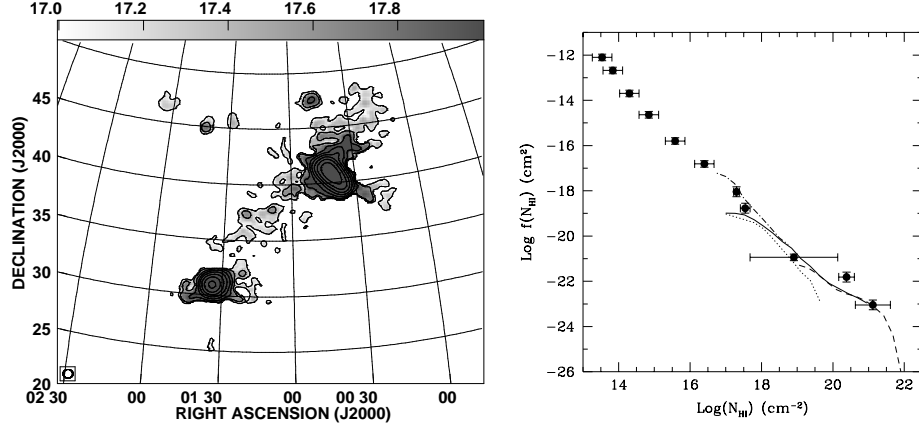 17.0 17.2 17.4 17.6 17.8
45
40
35
30
25
20
DECLINATION (J2000)
02 30 00 01 30 00 00 30 00
RIGHT ASCENSION (J2000)
-12
-14
-16
-18
-20
-22
-24
-26
Log f(N_HI) (cm²)
14 16 18 20 22
Log(N_HI) (cm⁻²)